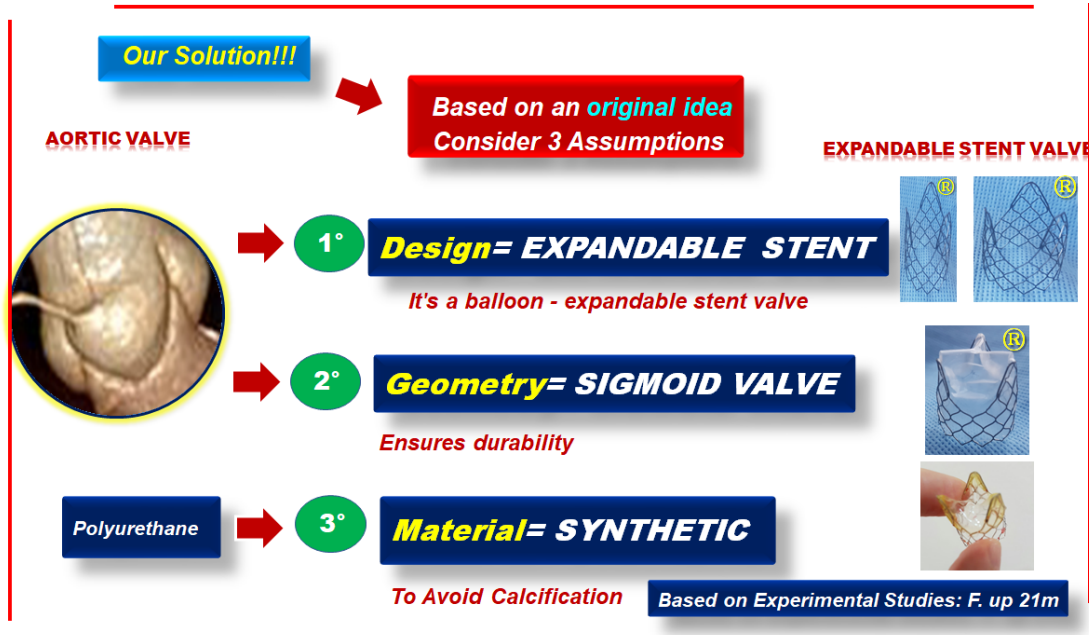 Our Solution!!!
Based on an original idea
Consider 3 Assumptions
AORTIC VALVE
EXPANDABLE STENT VALVE
® ®
1°
Design= EXPANDABLE STENT
It's a balloon - expandable stent valve
®
2°
Geometry= SIGMOID VALVE
Ensures durability
Polyurethane
3°
Material= SYNTHETIC
To Avoid Calcification
Based on Experimental Studies: F. up 21m